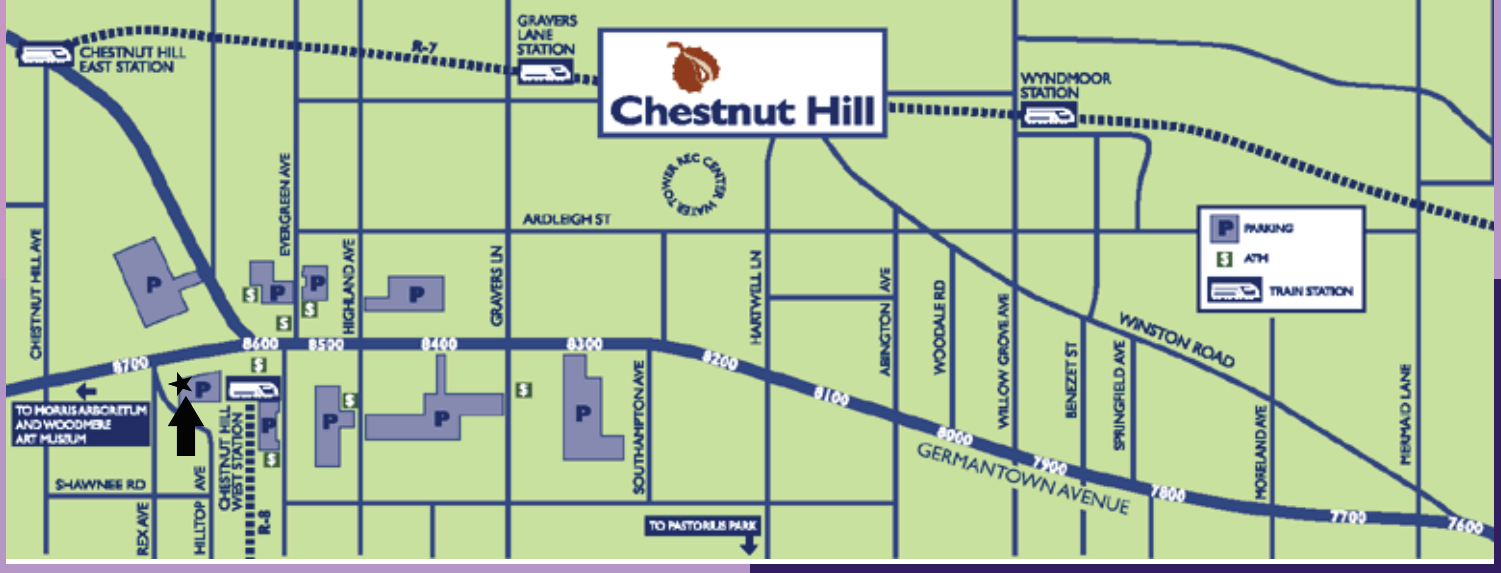 GRAVERS
LANE
STATION
R-7
CHESTNUT HILL
EAST STATION
Chestnut Hill
WYNDMOOR
STATION
WATER TOWER REC CENTER
EVERGREEN AVE
ARDLEIGH ST
P PARKING
$ ATM
TRAIN STATION
CHESTNUT HILL AVE
HIGHLAND AVE
GRAVERS LN
HARTWELL LN
ABINGTON AVE
WOODALE RD
WILLOW GROVE AVE
BENEZET ST
SPRINGFIELD AVE
WINSTON ROAD
MORELAND AVE
MERMAID LANE
P
P
P
P
$
$
$
8700
8600
8500
8400
8300
8200
8100
8000
7900
7800
7700
7600
GERMANTOWN AVENUE
$
P
P
P
P
P
$
$
$
TO MORRIS ARBORETUM
AND WOODMERE
ART MUSEUM
CHESTNUT HILL
WEST STATION
SOUTHAMPTON AVE
SHAWNEE RD
REX AVE
HILLTOP AVE
R-8
TO PASTORIUS PARK